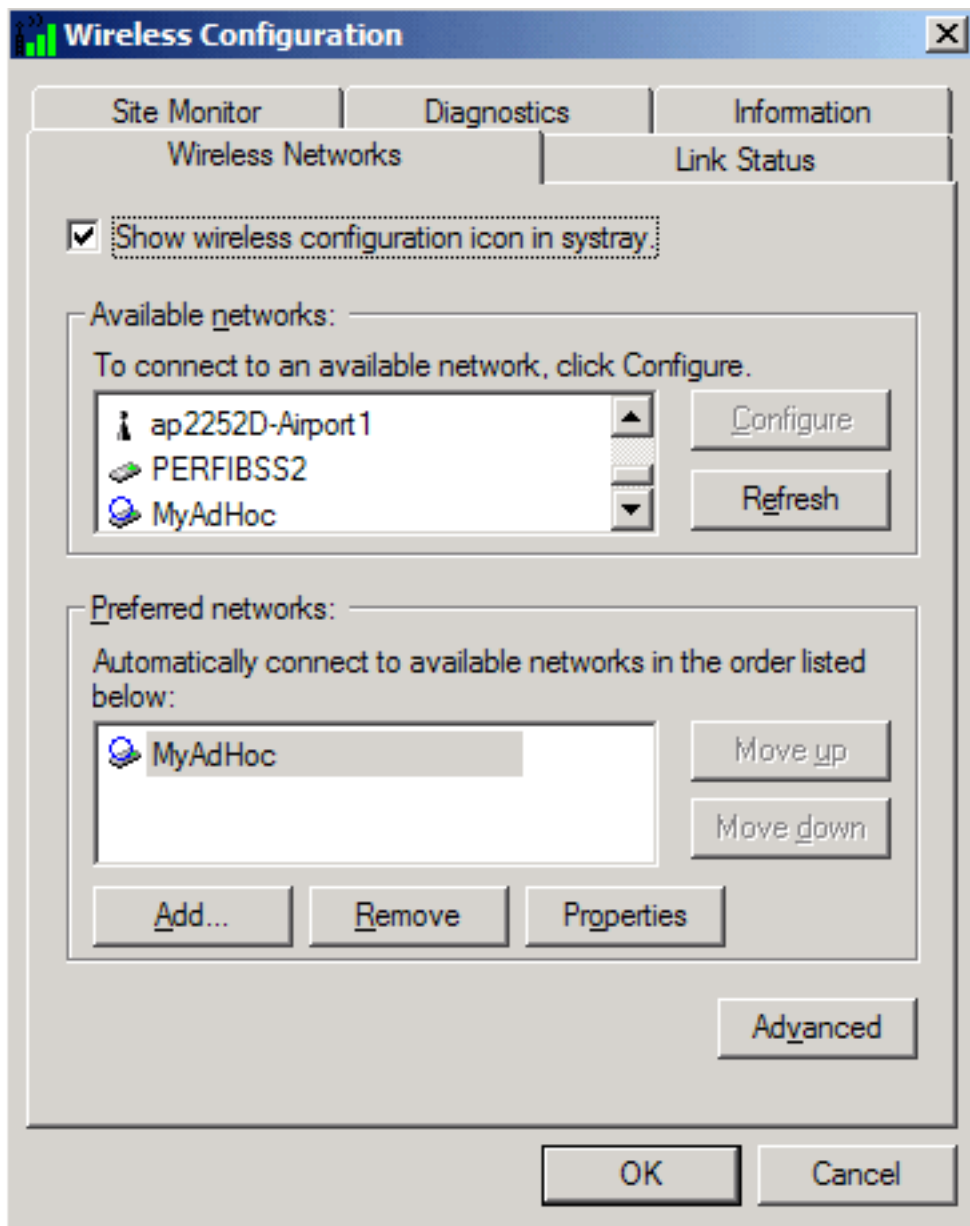 Wireless Configuration
Site Monitor
Diagnostics
Information
Wireless Networks
Link Status
Show wireless configuration icon in systray.
Available networks:
To connect to an available network, click Configure.
ap2252D-Airport1
PERFIBSS2
MyAdHoc
Configure
Refresh
Preferred networks:
Automatically connect to available networks in the order listed
below:
MyAdHoc
Move up
Move down
Add...
Remove
Properties
Advanced
OK
Cancel